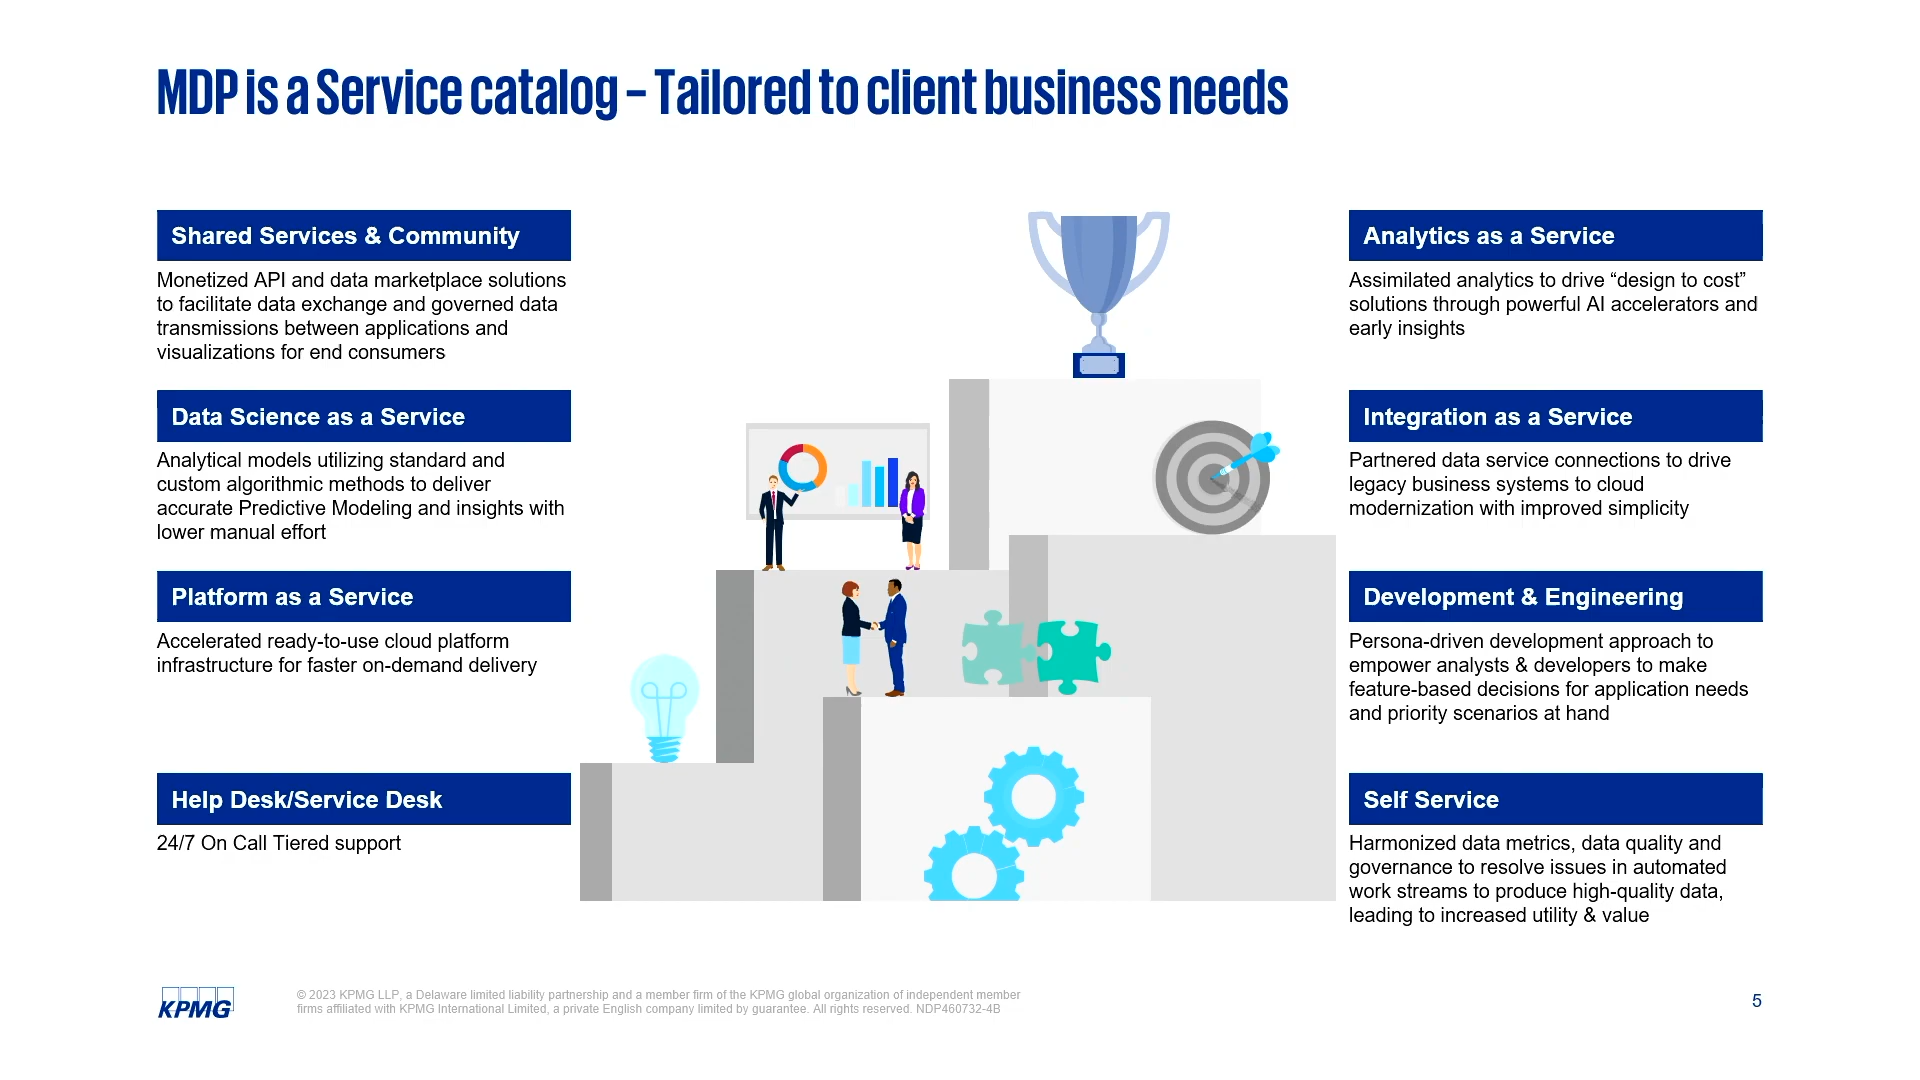 MDP is a Service catalog – Tailored to client business needs
Shared Services & Community
Monetized API and data marketplace solutions
to facilitate data exchange and governed data
transmissions between applications and
visualizations for end consumers
Data Science as a Service
Analytical models utilizing standard and
custom algorithmic methods to deliver
accurate Predictive Modeling and insights with
lower manual effort
Platform as a Service
Accelerated ready-to-use cloud platform
infrastructure for faster on-demand delivery
Help Desk/Service Desk
24/7 On Call Tiered support
Analytics as a Service
Assimilated analytics to drive “design to cost”
solutions through powerful AI accelerators and
early insights
Integration as a Service
Partnered data service connections to drive
legacy business systems to cloud
modernization with improved simplicity
Development & Engineering
Persona-driven development approach to
empower analysts & developers to make
feature-based decisions for application needs
and priority scenarios at hand
Self Service
Harmonized data metrics, data quality and
governance to resolve issues in automated
work streams to produce high-quality data,
leading to increased utility & value
KPMG
© 2023 KPMG LLP, a Delaware limited liability partnership and a member firm of the KPMG global organization of independent member
firms affiliated with KPMG International Limited, a private English company limited by guarantee. All rights reserved. NDP460732-4B
5